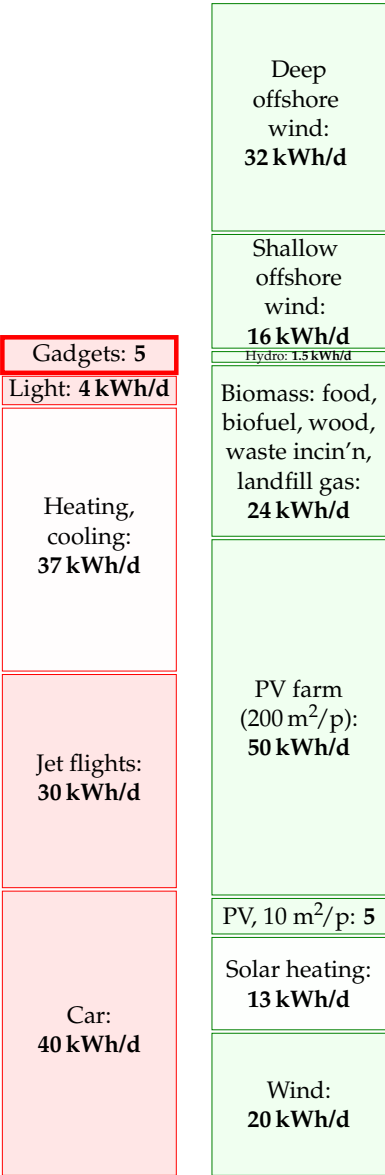 Gadgets: 5
Light: 4 kWh/d
Heating,
cooling:
37 kWh/d
Jet flights:
30 kWh/d
Car:
40 kWh/d
Deep
offshore
wind:
32 kWh/d
Shallow
offshore
wind:
16 kWh/d
Hydro: 1.5 kWh/d
Biomass: food,
biofuel, wood,
waste incin’n,
landfill gas:
24 kWh/d
PV farm
(200 m²/p):
50 kWh/d
PV, 10 m²/p: 5
Solar heating:
13 kWh/d
Wind:
20 kWh/d